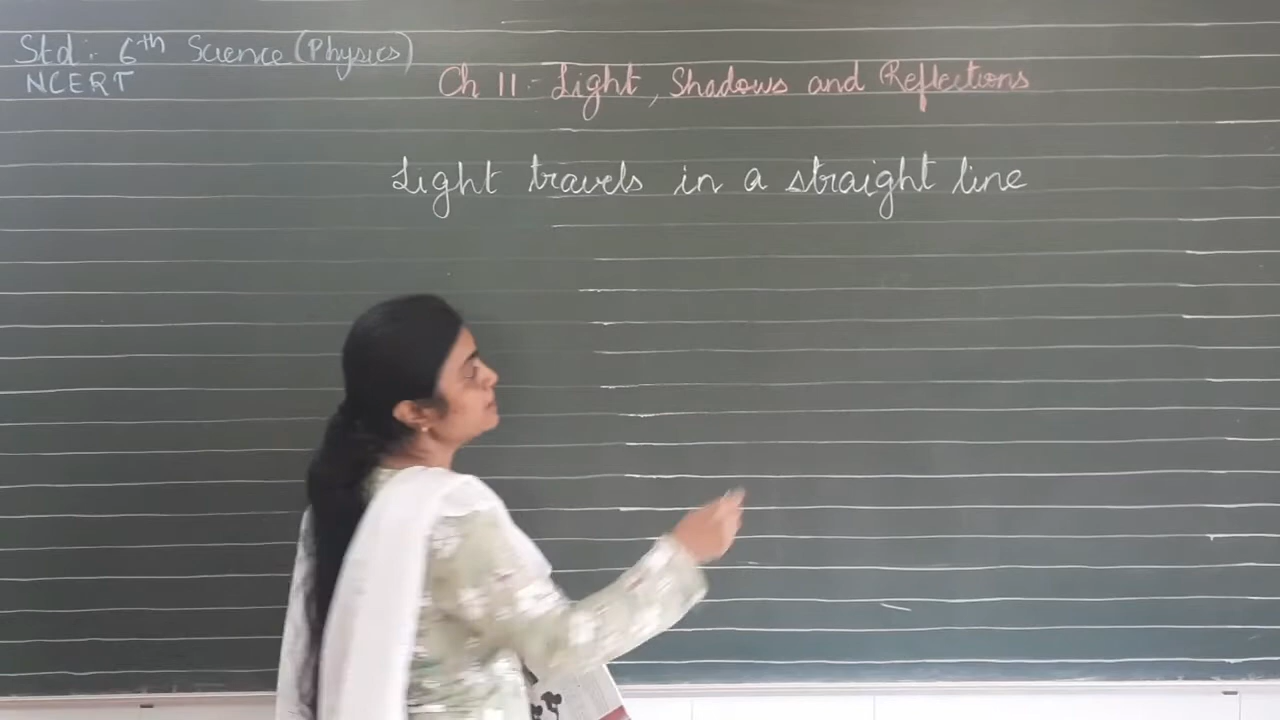 Std :- 6th Science (Physics)
NCERT
Ch 11 :- Light, Shadows and Reflections
Light travels in a straight line